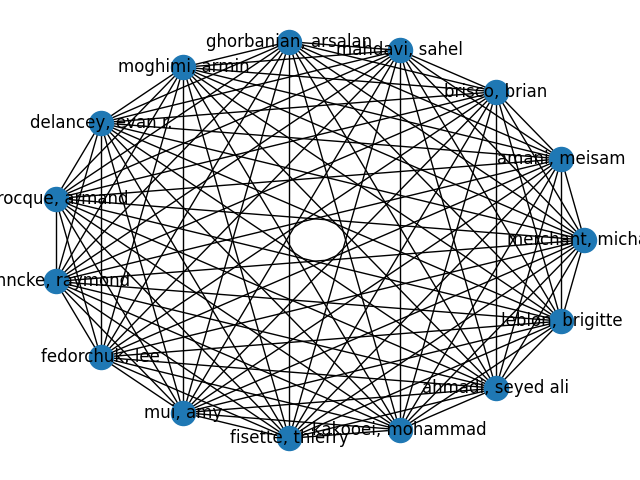 ghorbanian, arsalan
mahdavi, sahel
moghimi, armin
brisco, brian
delancey, evan r.
amani, meisam
rocque, armand
merchant, micha
hncke, raymond
leblon, brigitte
fedorchuk, lee
ahmadi, seyed ali
mui, amy
kakooei, mohammad
fisette, thierry